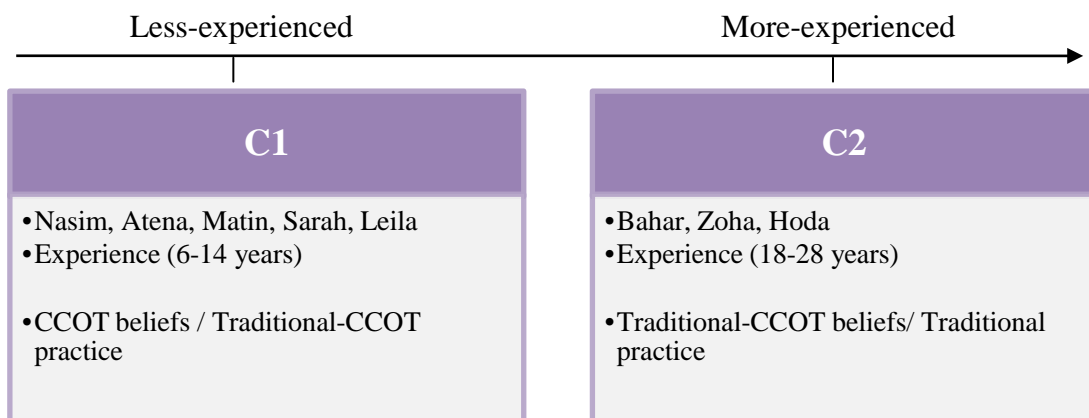 Less-experienced
More-experienced
C1
•Nasim, Atena, Matin, Sarah, Leila
•Experience (6-14 years)
•CCOT beliefs / Traditional-CCOT
practice
C2
•Bahar, Zoha, Hoda
•Experience (18-28 years)
•Traditional-CCOT beliefs/ Traditional
practice